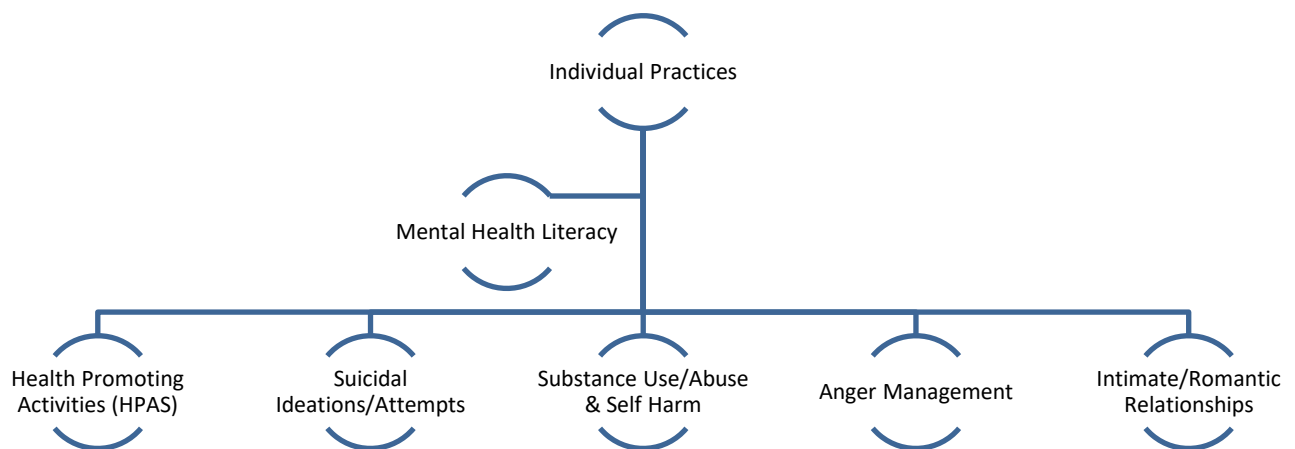 Individual Practices
Mental Health Literacy
Health Promoting
Activities (HPAS)
Suicidal
Ideations/Attempts
Substance Use/Abuse
& Self Harm
Anger Management
Intimate/Romantic
Relationships